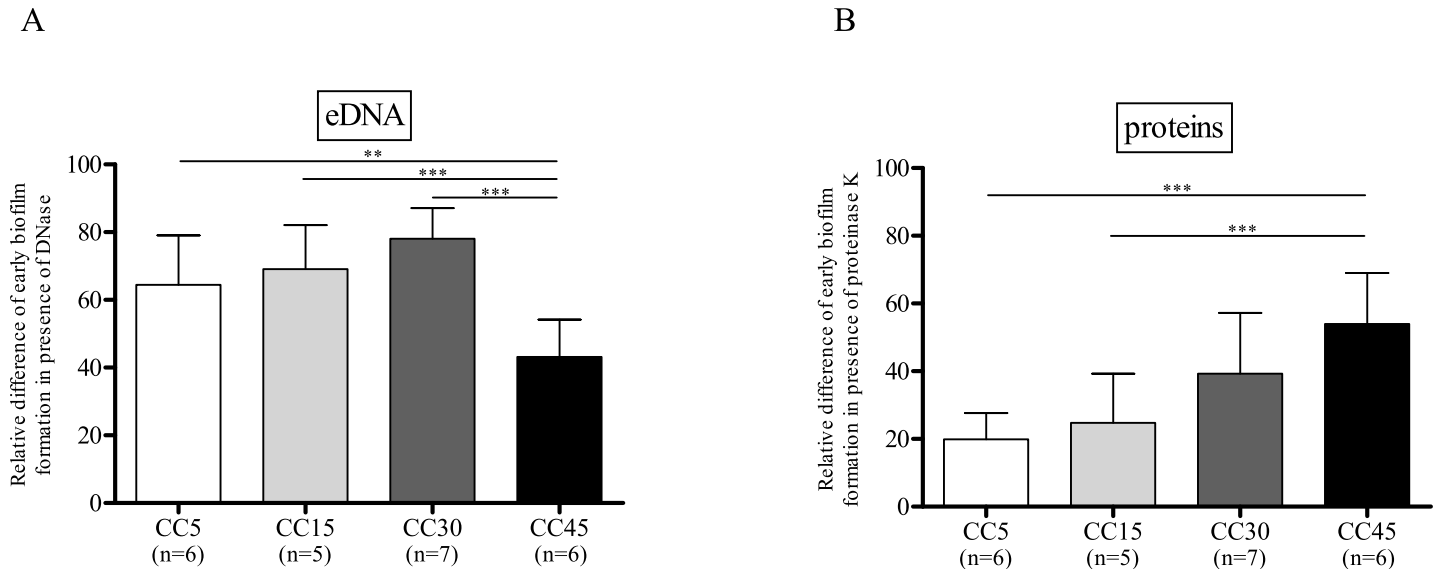 A
eDNA
**
***
***
100
80
60
40
20
0
Relative difference of early biofilm
formation in presence of DNase
CC5
(n=6)
CC15
(n=5)
CC30
(n=7)
CC45
(n=6)
B
proteins
***
***
100
80
60
40
20
0
Relative difference of early biofilm
formation in presence of proteinase K
CC5
(n=6)
CC15
(n=5)
CC30
(n=7)
CC45
(n=6)